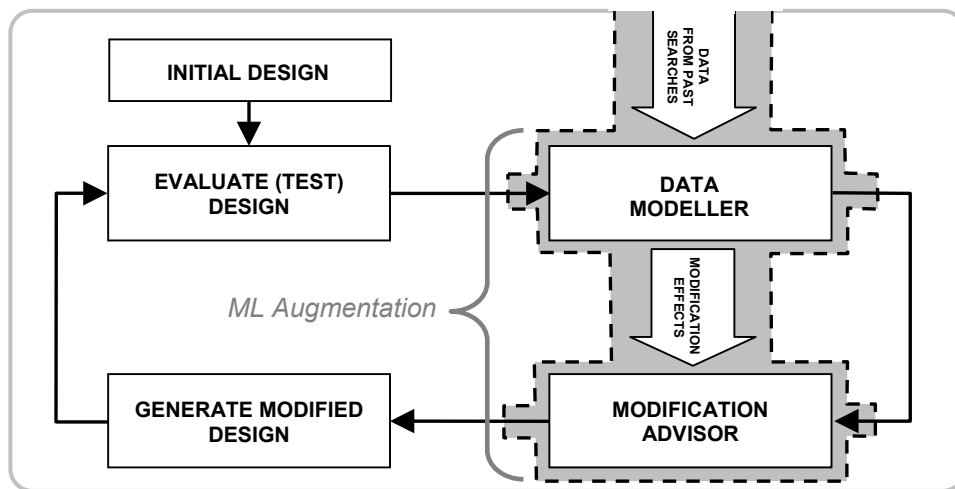 INITIAL DESIGN
DATA
FROM PAST
SEARCHES
EVALUATE (TEST)
DESIGN
DATA
MODELLER
ML Augmentation
MODIFICATION
EFFECTS
GENERATE MODIFIED
DESIGN
MODIFICATION
ADVISOR